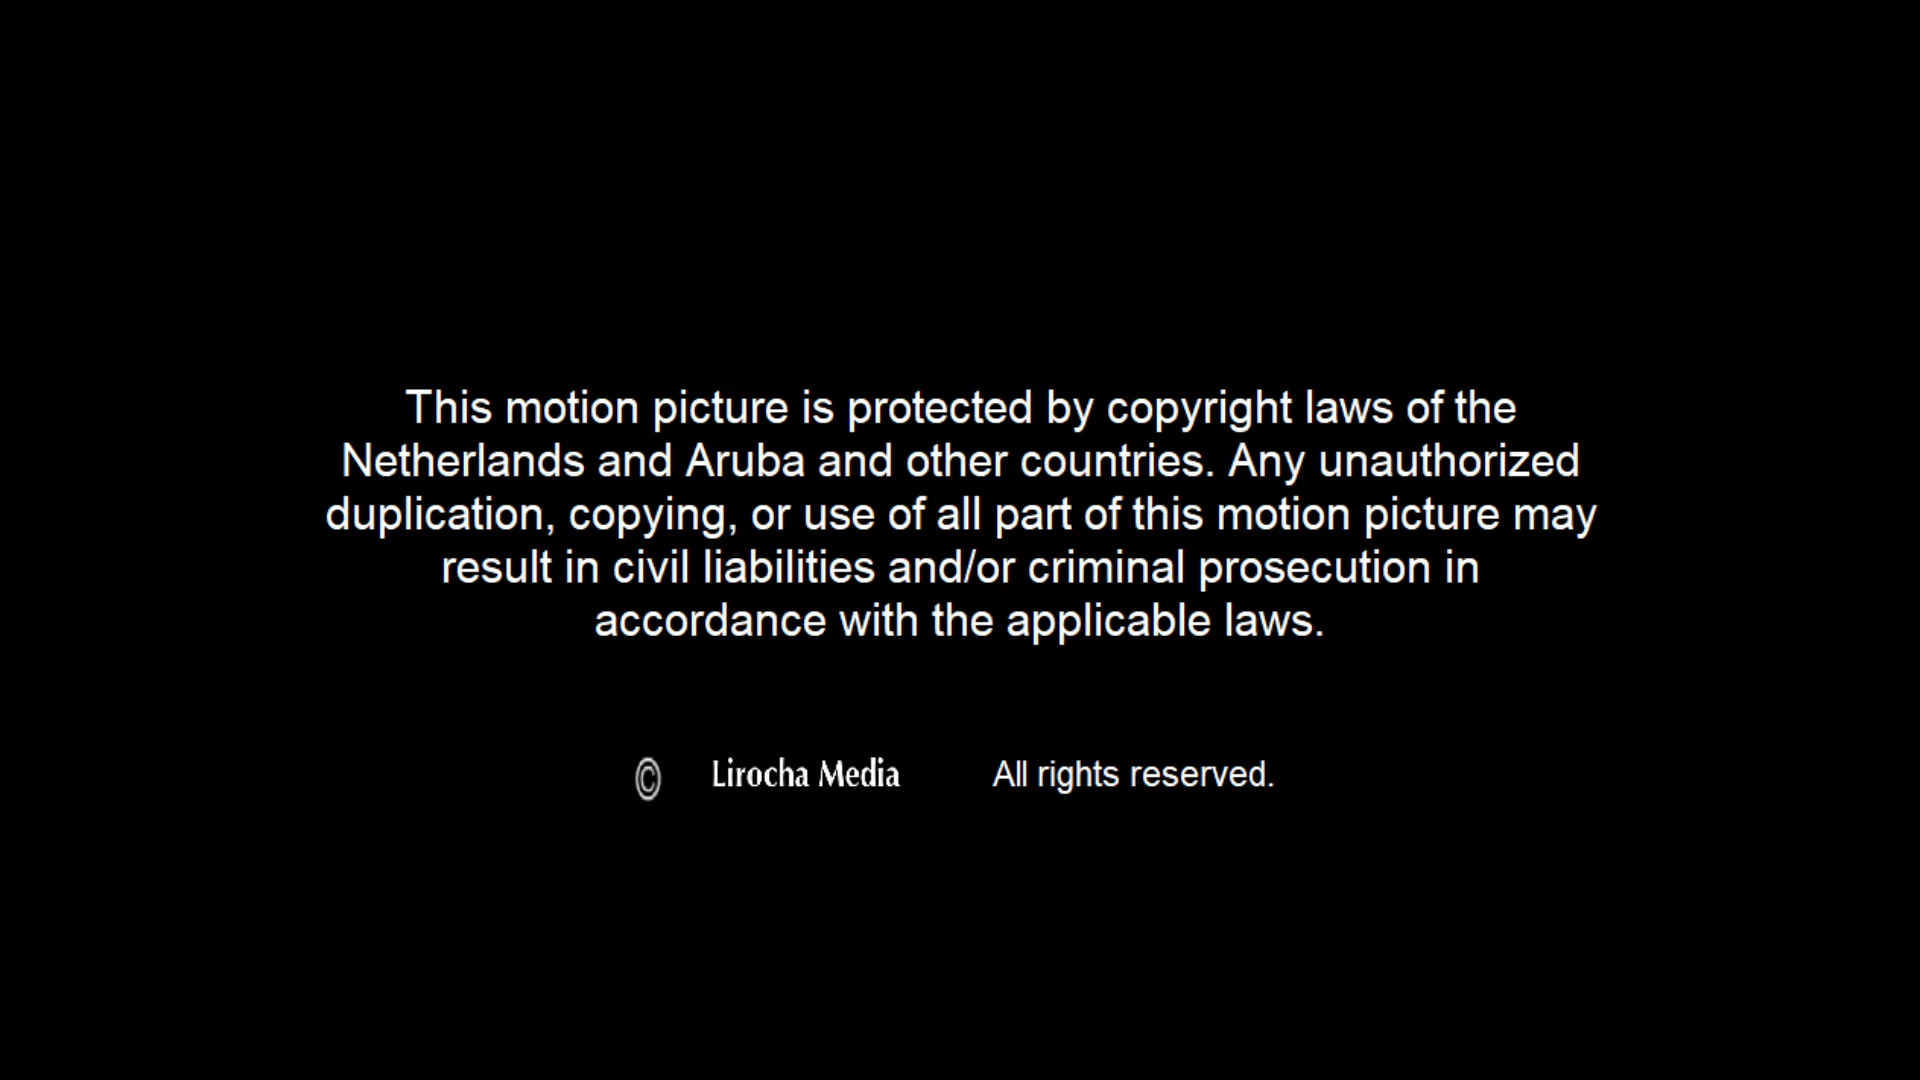 This motion picture is protected by copyright laws of the
Netherlands and Aruba and other countries. Any unauthorized
duplication, copying, or use of all part of this motion picture may
result in civil liabilities and/or criminal prosecution in
accordance with the applicable laws.
© Lirocha Media All rights reserved.